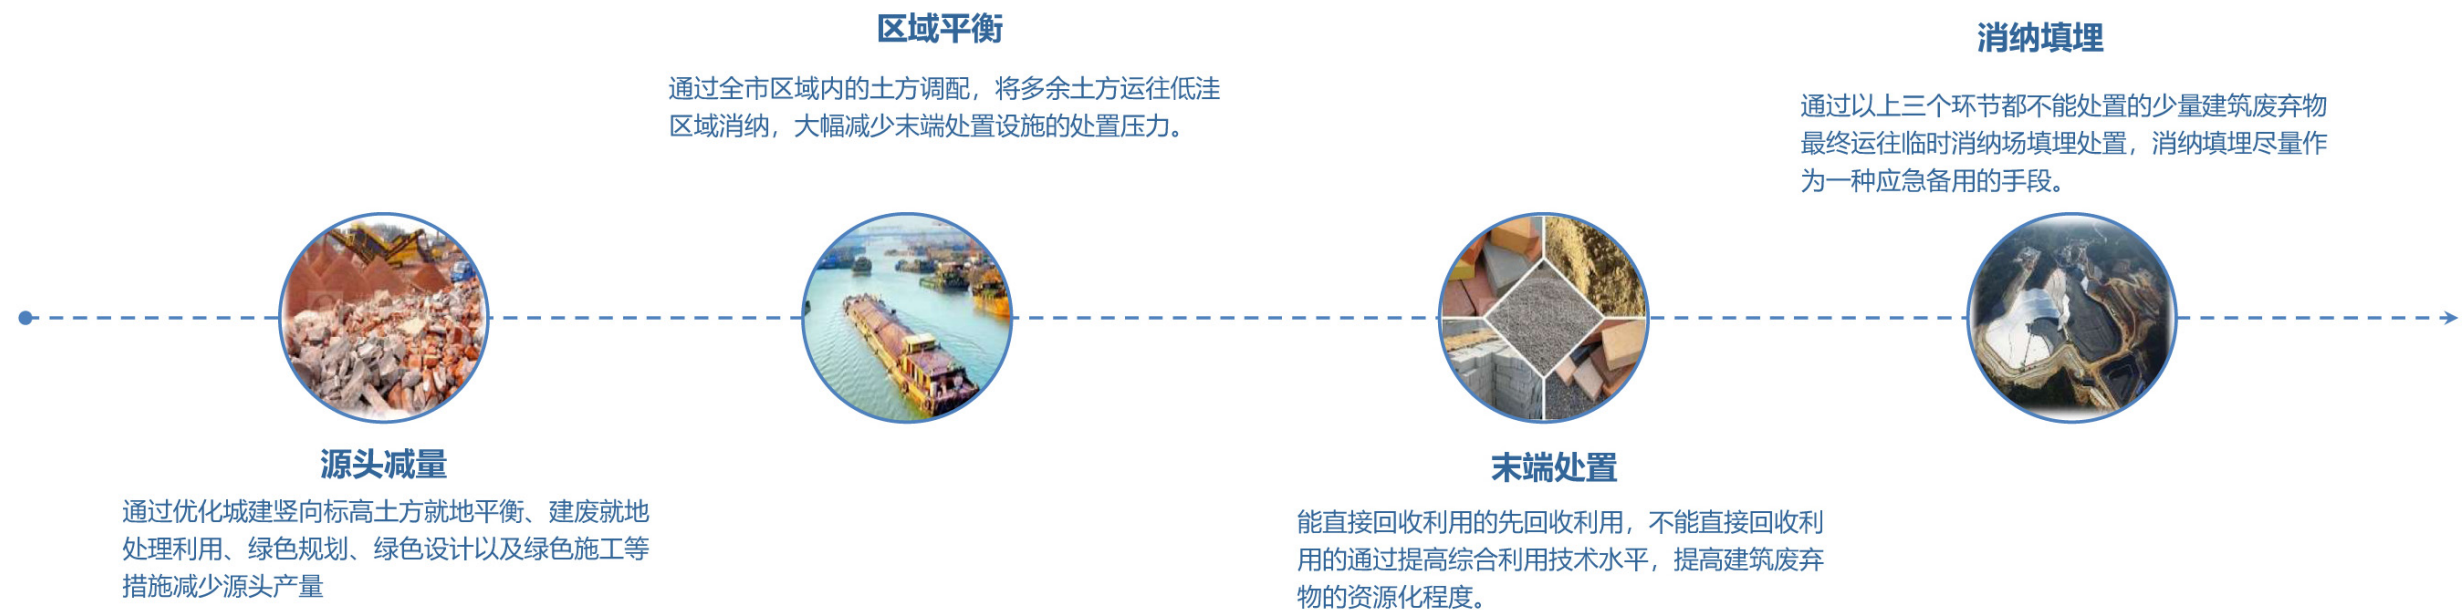 区域平衡
通过全市区域内的土方调配，将多余土方运往低洼
区域消纳，大幅减少末端处置设施的处置压力。
消纳填埋
通过以上三个环节都不能处置的少量建筑废弃物
最终运往临时消纳场填埋处置，消纳填埋尽量作
为一种应急备用的手段。
源头减量
通过优化城建竖向标高土方就地平衡、建废就地
处理利用、绿色规划、绿色设计以及绿色施工等
措施减少源头产量
末端处置
能直接回收利用的先回收利用，不能直接回收利
用的通过提高综合利用技术水平，提高建筑废弃
物的资源化程度。